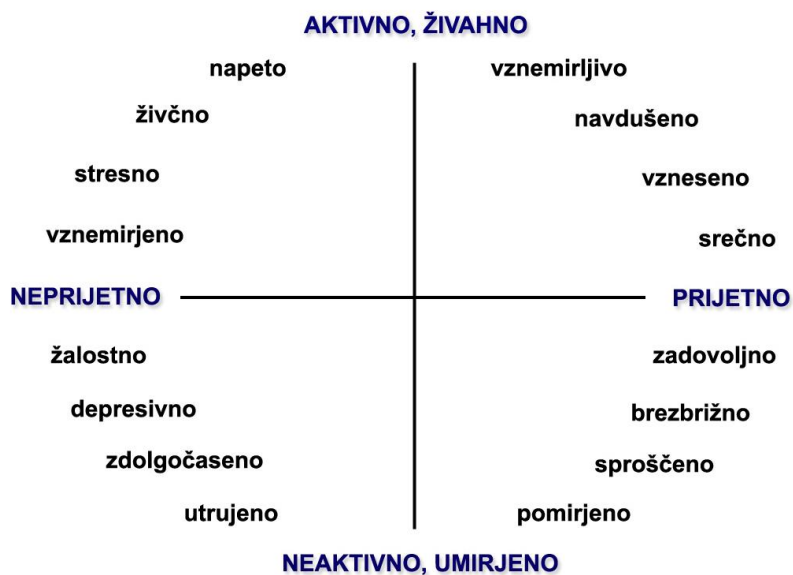 AKTIVNO, ŽIVAHNO
napeto
vznemirljivo
živčno
navdušeno
stresno
vzneseno
vznemirjeno
srečno
NEPRIJETNO
PRIJETNO
žalostno
zadovoljno
depresivno
brezbrižno
zdolgočaseno
sproščeno
utrujeno
pomirjeno
NEAKTIVNO, UMIRJENO